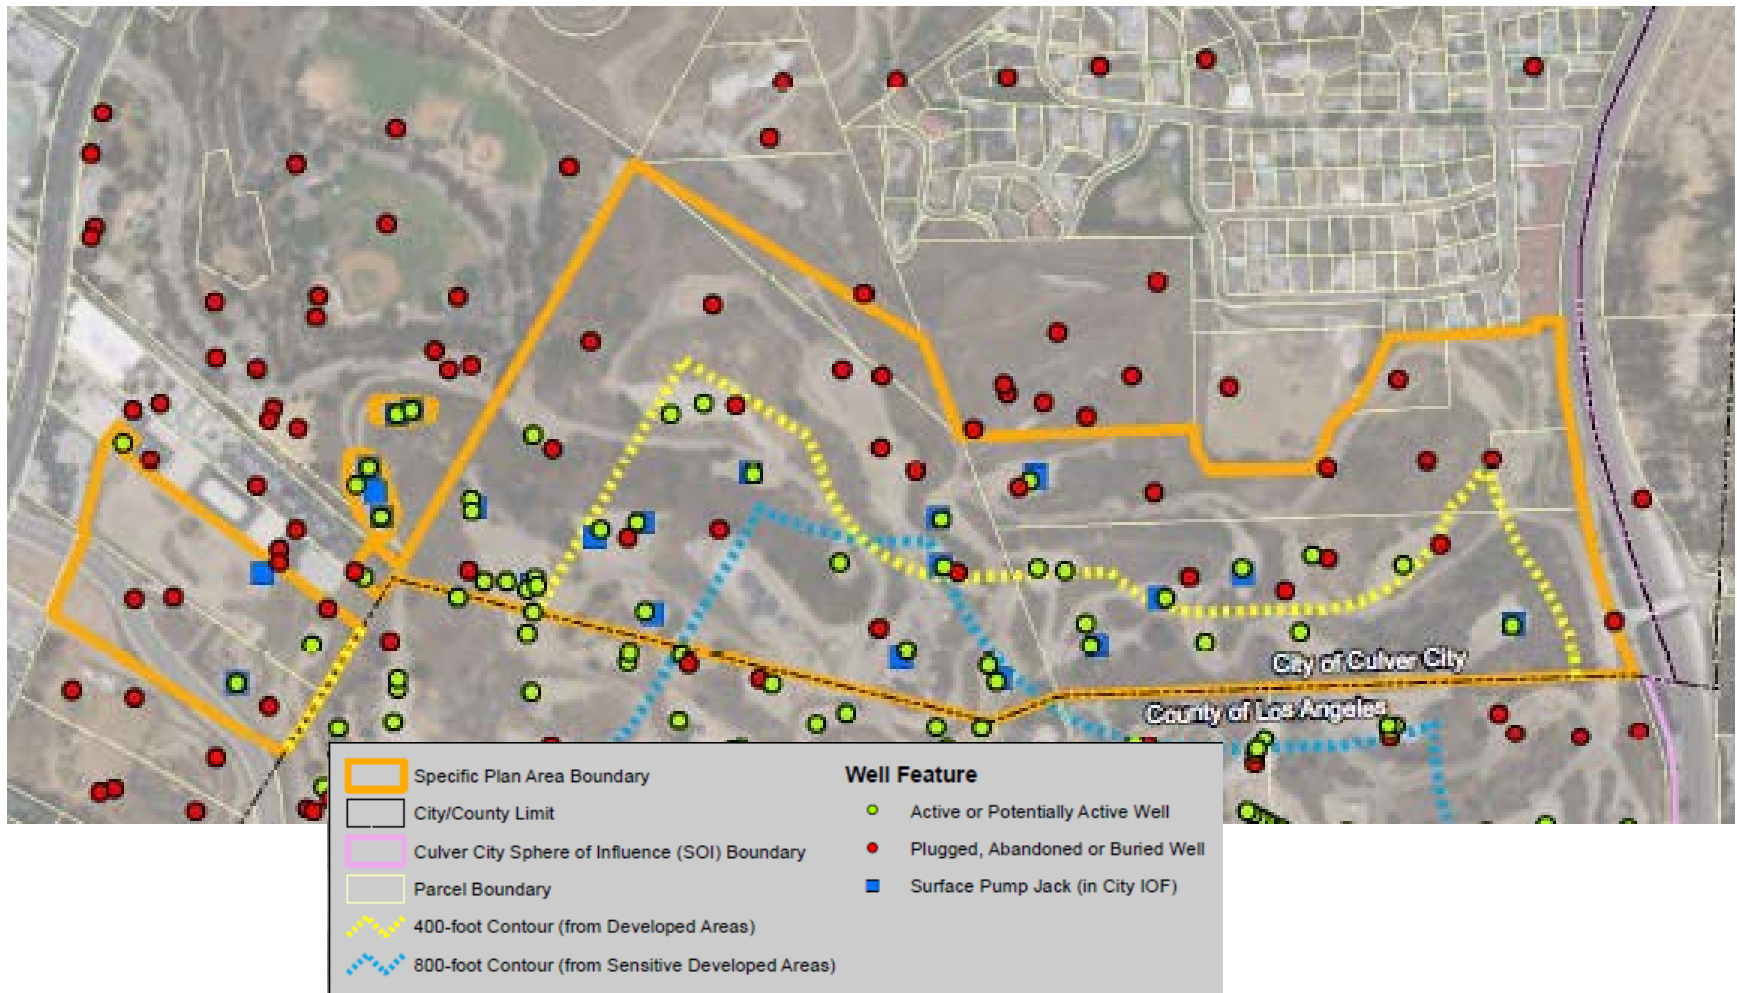 City of Culver City
County of Los Angeles
Specific Plan Area Boundary
City/County Limit
Culver City Sphere of Influence (SOI) Boundary
Parcel Boundary
400-foot Contour (from Developed Areas)
800-foot Contour (from Sensitive Developed Areas)
Well Feature
Active or Potentially Active Well
Plugged, Abandoned or Buried Well
Surface Pump Jack (in City IOF)